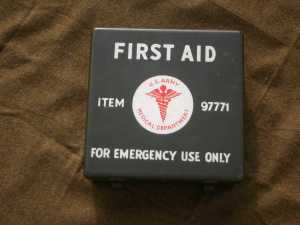 FIRST AID
U.S. ARMY
ITEM 97771
MEDICAL DEPARTMENT
FOR EMERGENCY USE ONLY